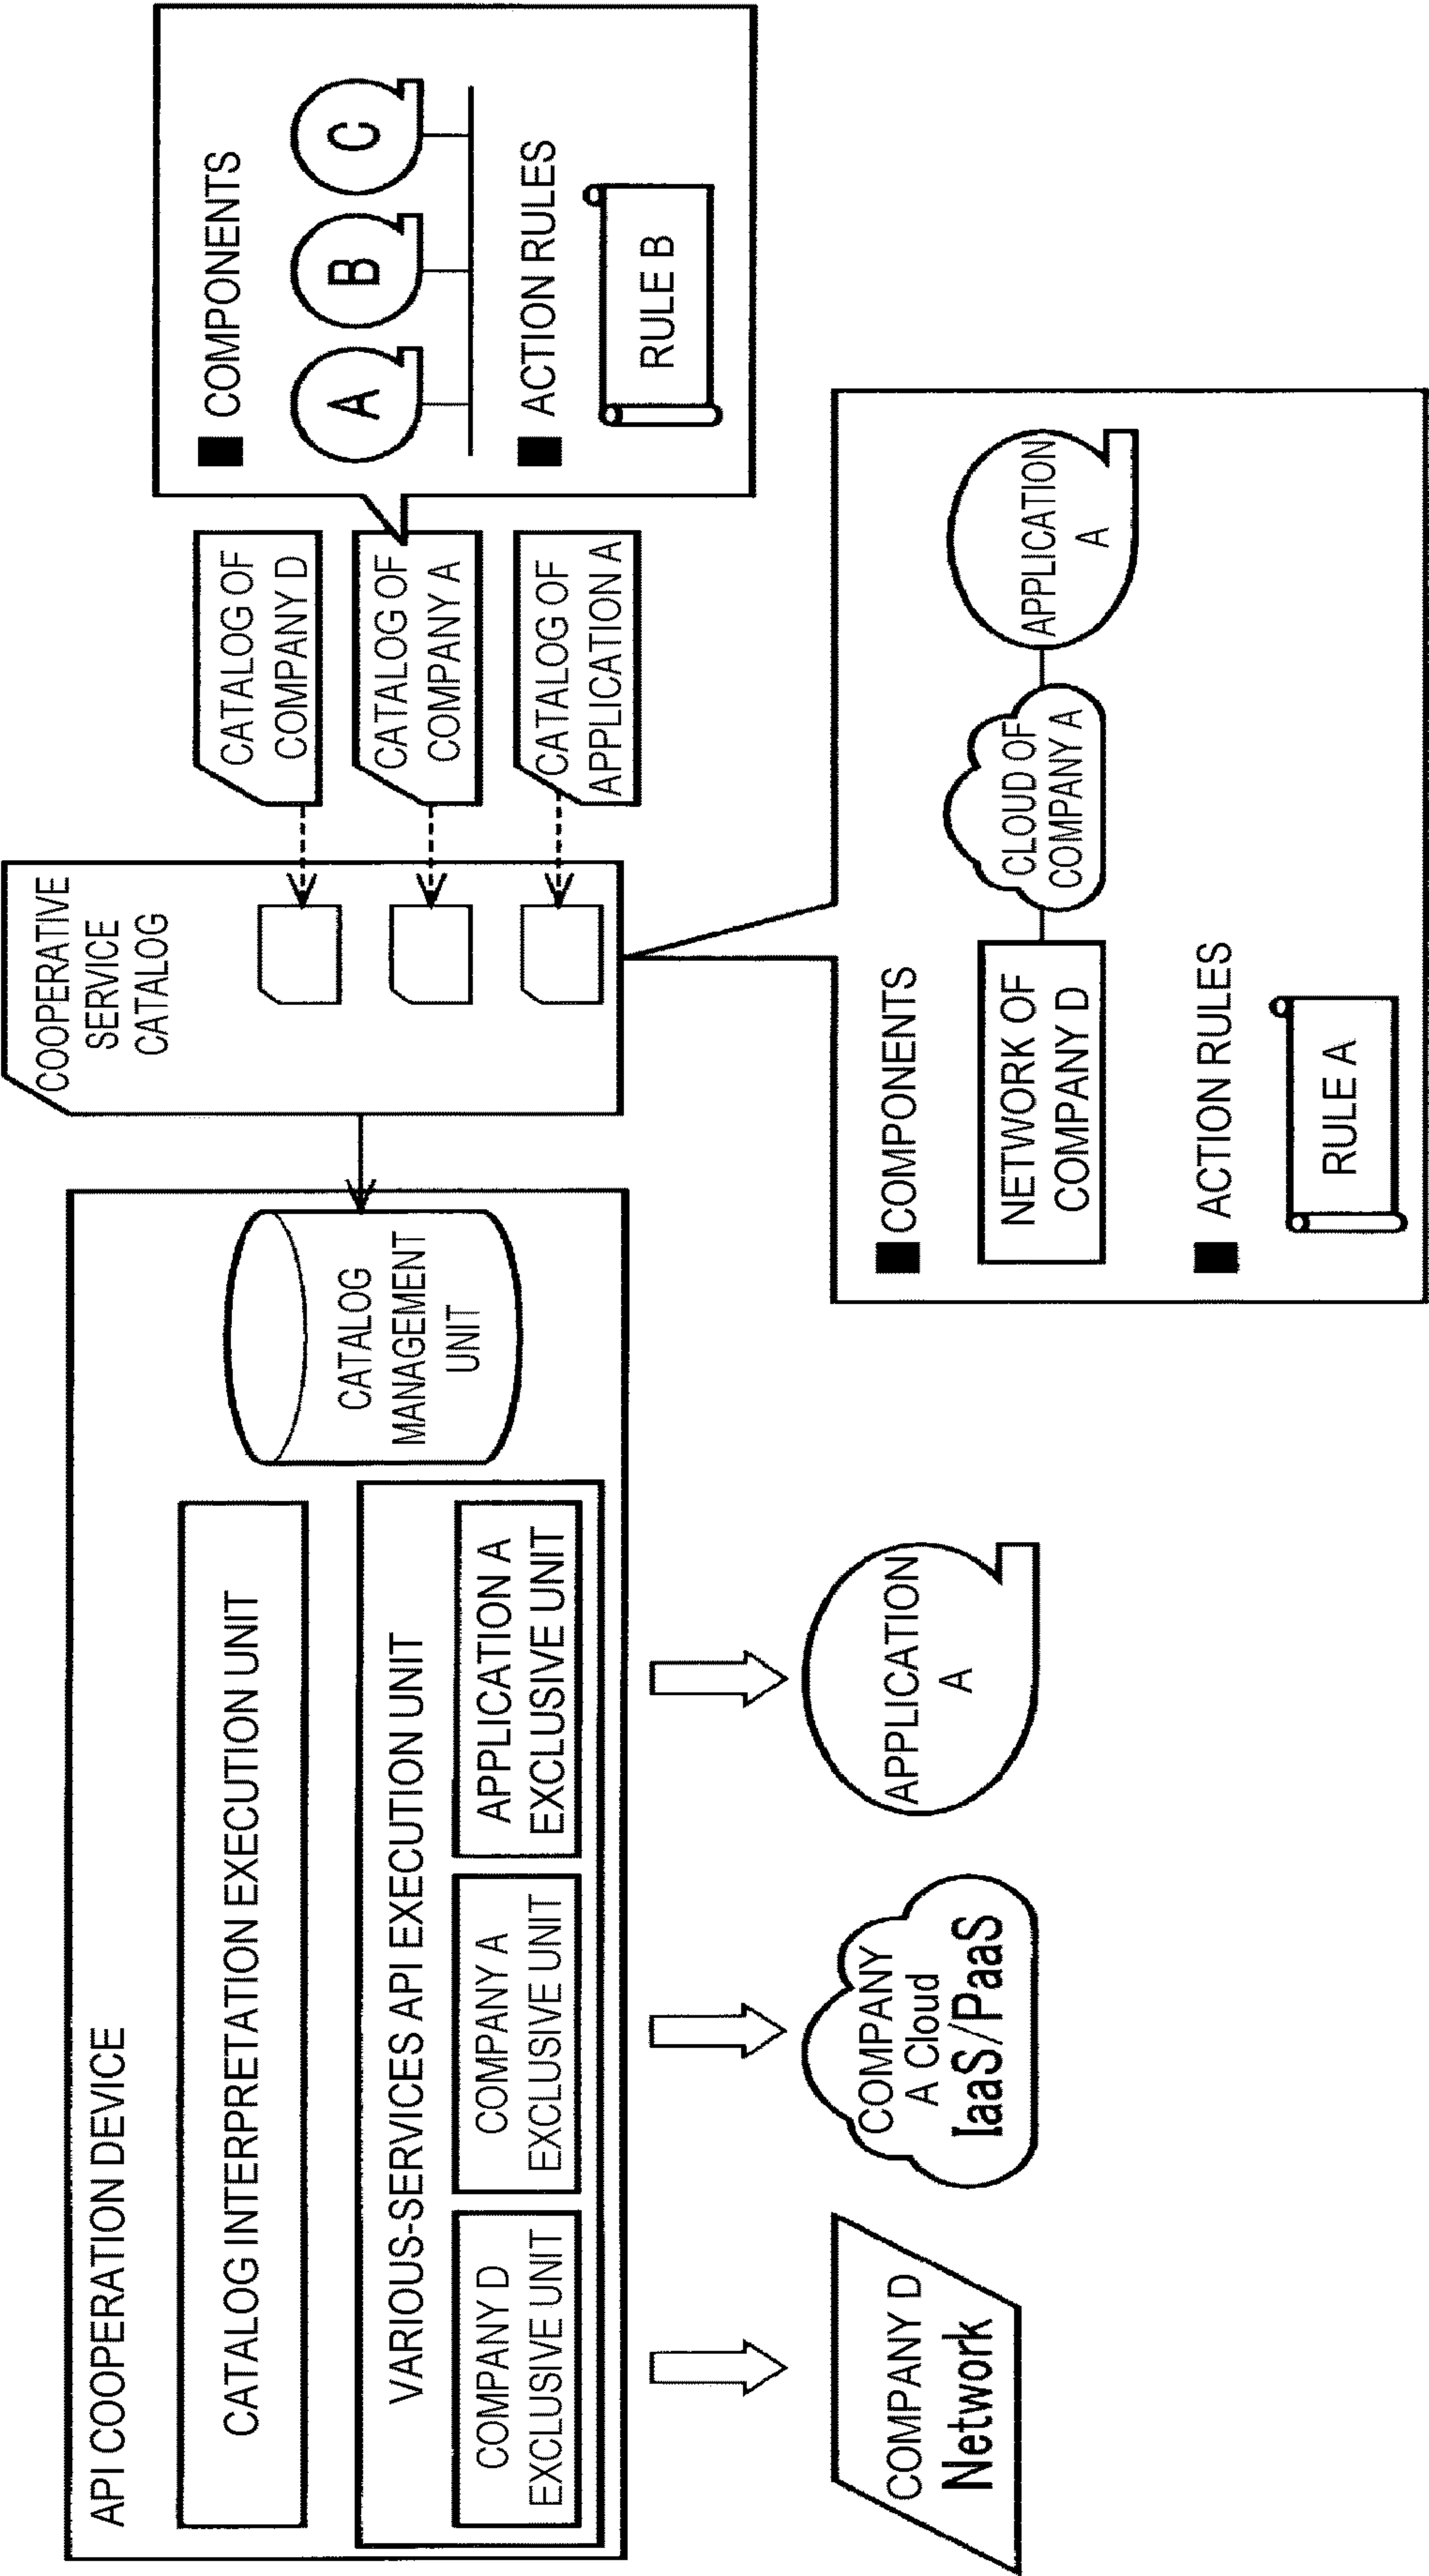 API COOPERATION DEVICE
CATALOG INTERPRETATION EXECUTION UNIT
VARIOUS-SERVICES API EXECUTION UNIT
COMPANY D
EXCLUSIVE UNIT
COMPANY A
EXCLUSIVE UNIT
APPLICATION A
EXCLUSIVE UNIT
CATALOG
MANAGEMENT
UNIT
COMPANY D
Network
COMPANY
A Cloud
IaaS/PaaS
APPLICATION
A
COOPERATIVE
SERVICE
CATALOG
CATALOG OF
COMPANY D
CATALOG OF
COMPANY A
CATALOG OF
APPLICATION A
COMPONENTS
A
B
C
ACTION RULES
RULE B
COMPONENTS
NETWORK OF
COMPANY D
CLOUD OF
COMPANY A
APPLICATION
A
ACTION RULES
RULE A